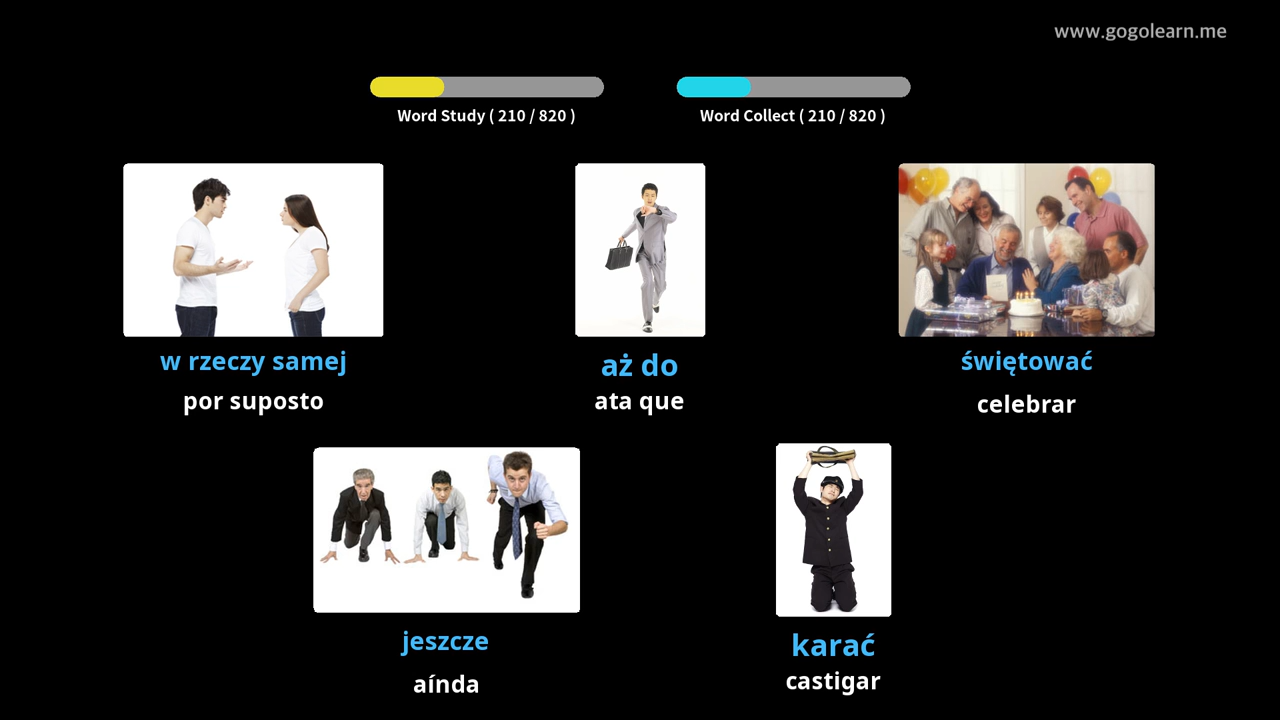 www.gogolearn.me
Word Study ( 210 / 820 )
Word Collect ( 210 / 820 )
w rzeczy samej
por suposto
aż do
ata que
świętować
celebrar
jeszcze
aínda
karać
castigar